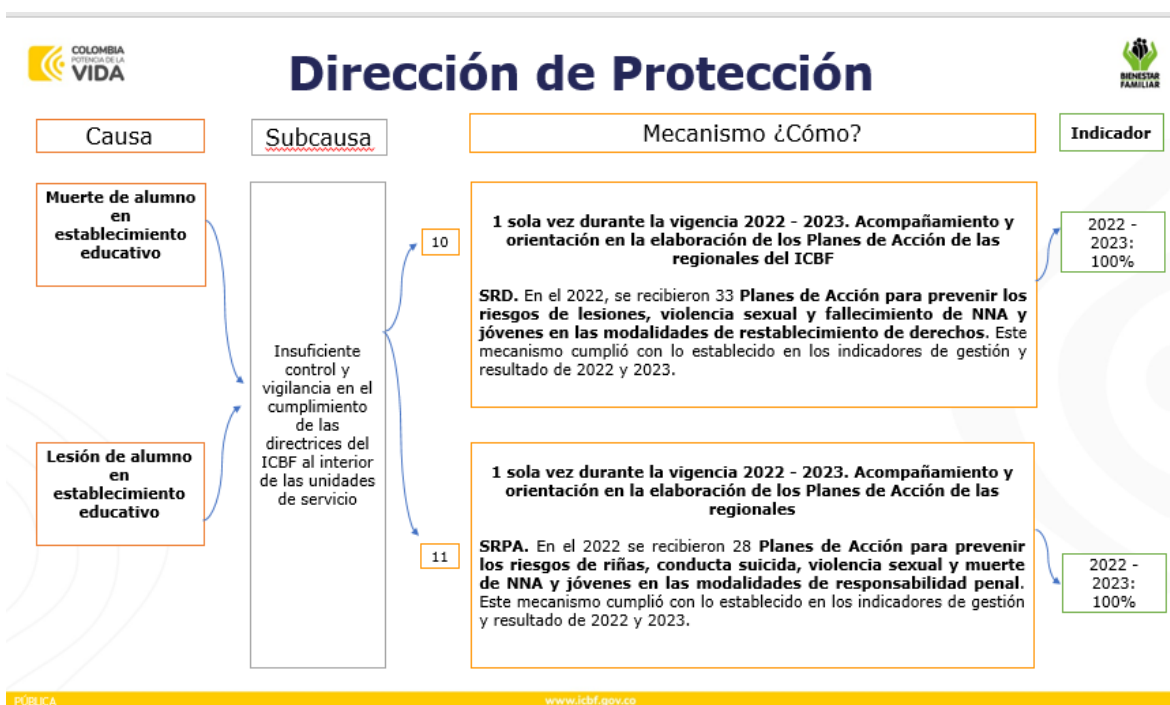 COLOMBIA
POTENCIA DE LA
VIDA
Dirección de Protección
BIENESTAR
FAMILIAR
Causa
Subcausa
Mecanismo ¿Cómo?
Indicador
Muerte de alumno
en
establecimiento
educativo
Lesión de alumno
en
establecimiento
educativo
Insuficiente
control y
vigilancia en el
cumplimiento
de las
directrices del
ICBF al interior
de las unidades
de servicio
10
1 sola vez durante la vigencia 2022 - 2023. Acompañamiento y
orientación en la elaboración de los Planes de Acción de las
regionales del ICBF
SRD. En el 2022, se recibieron 33 Planes de Acción para prevenir los
riesgos de lesiones, violencia sexual y fallecimiento de NNA y
jóvenes en las modalidades de restablecimiento de derechos. Este
mecanismo cumplió con lo establecido en los indicadores de gestión y
resultado de 2022 y 2023.
2022 -
2023:
100%
11
1 sola vez durante la vigencia 2022 - 2023. Acompañamiento y
orientación en la elaboración de los Planes de Acción de las
regionales
SRPA. En el 2022 se recibieron 28 Planes de Acción para prevenir
los riesgos de riñas, conducta suicida, violencia sexual y muerte
de NNA y jóvenes en las modalidades de responsabilidad penal.
Este mecanismo cumplió con lo establecido en los indicadores de gestión
y resultado de 2022 y 2023.
2022 -
2023:
100%
PÚBLICA
www.icbf.gov.co